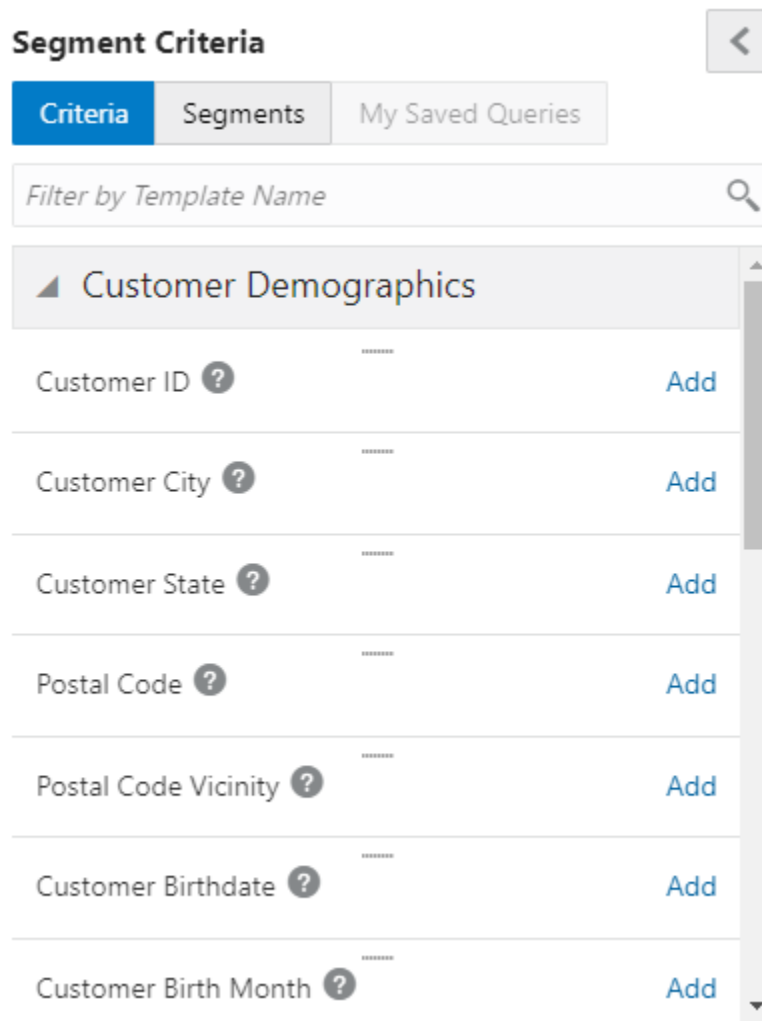 Segment Criteria
Criteria Segments My Saved Queries
Filter by Template Name
Customer Demographics
Customer ID ? Add
Customer City ? Add
Customer State ? Add
Postal Code ? Add
Postal Code Vicinity ? Add
Customer Birthdate ? Add
Customer Birth Month ? Add